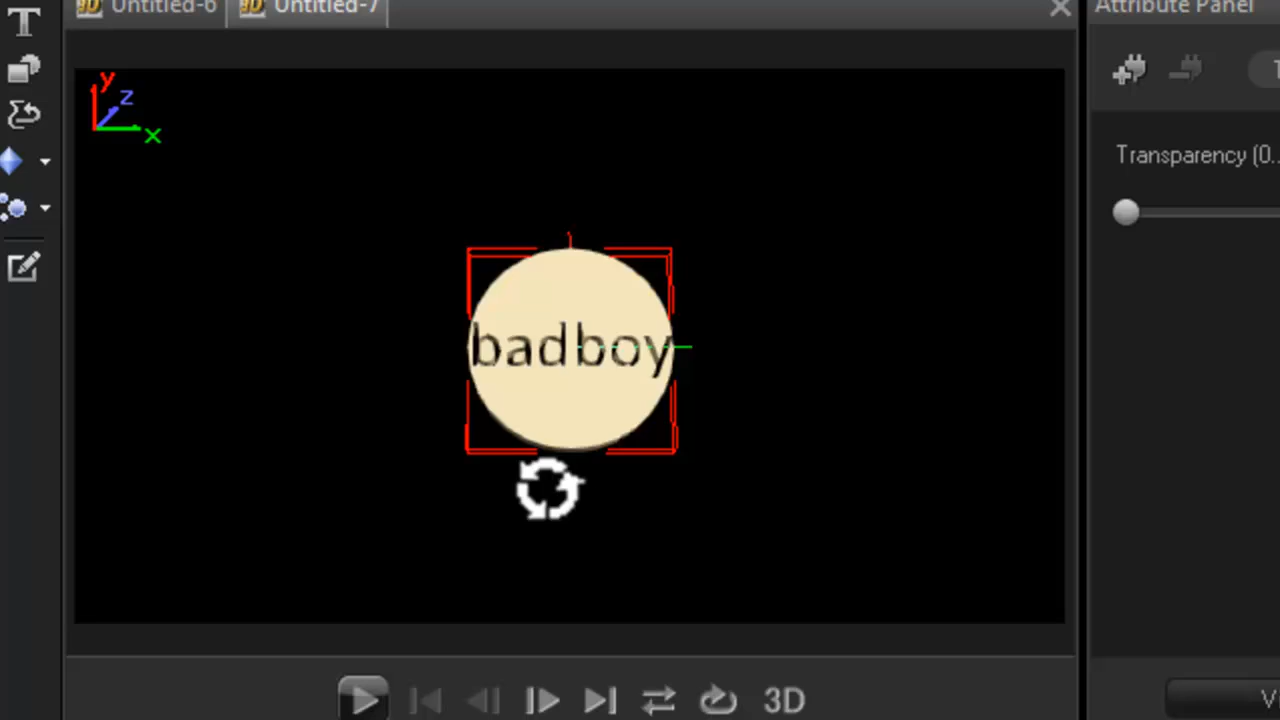 Untitled-6
Untitled-7
Attribute Panel
y
z
x
Transparency (0..
badboy
3D